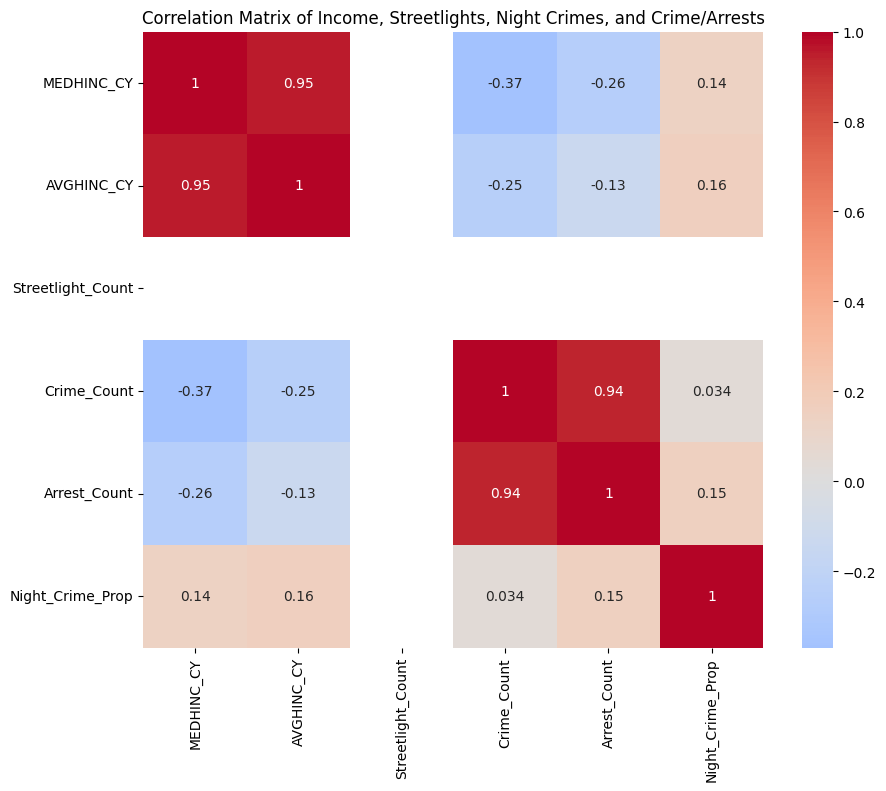 Correlation Matrix of Income, Streetlights, Night Crimes, and Crime/Arrests
MEDHINC_CY 1 0.95 -0.37 -0.26 0.14
AVGHINC_CY 0.95 1 -0.25 -0.13 0.16
Streetlight_Count
Crime_Count -0.37 -0.25 1 0.94 0.034
Arrest_Count -0.26 -0.13 0.94 1 0.15
Night_Crime_Prop 0.14 0.16 0.034 0.15 1
MEDHINC_CY
AVGHINC_CY
Streetlight_Count
Crime_Count
Arrest_Count
Night_Crime_Prop
1.0
0.8
0.6
0.4
0.2
0.0
−0.2